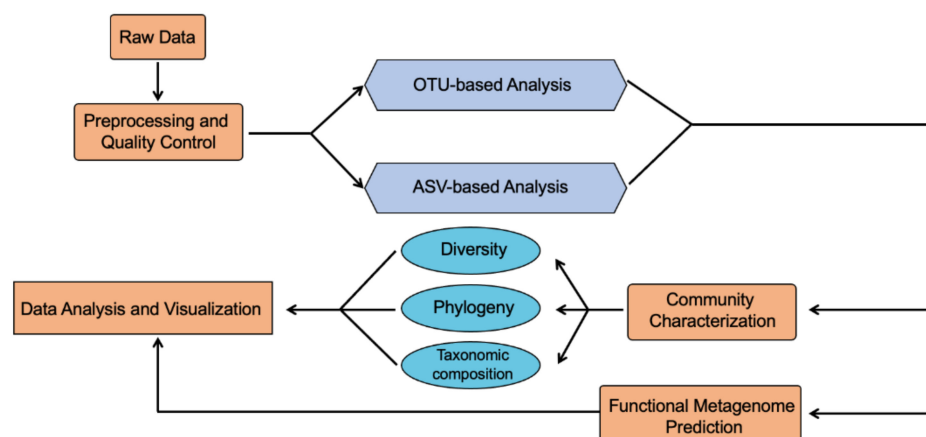 Raw Data
Preprocessing and
Quality Control
OTU-based Analysis
ASV-based Analysis
Diversity
Phylogeny
Taxonomic
composition
Data Analysis and Visualization
Community
Characterization
Functional Metagenome
Prediction